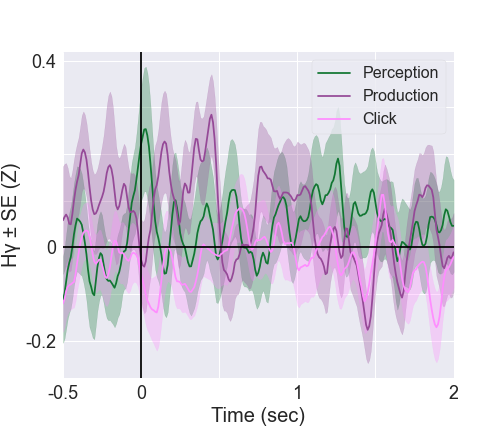 0.4
Perception
Production
Click
Hγ ± SE (Z)
0
-0.2
-0.5 0 1 2
Time (sec)